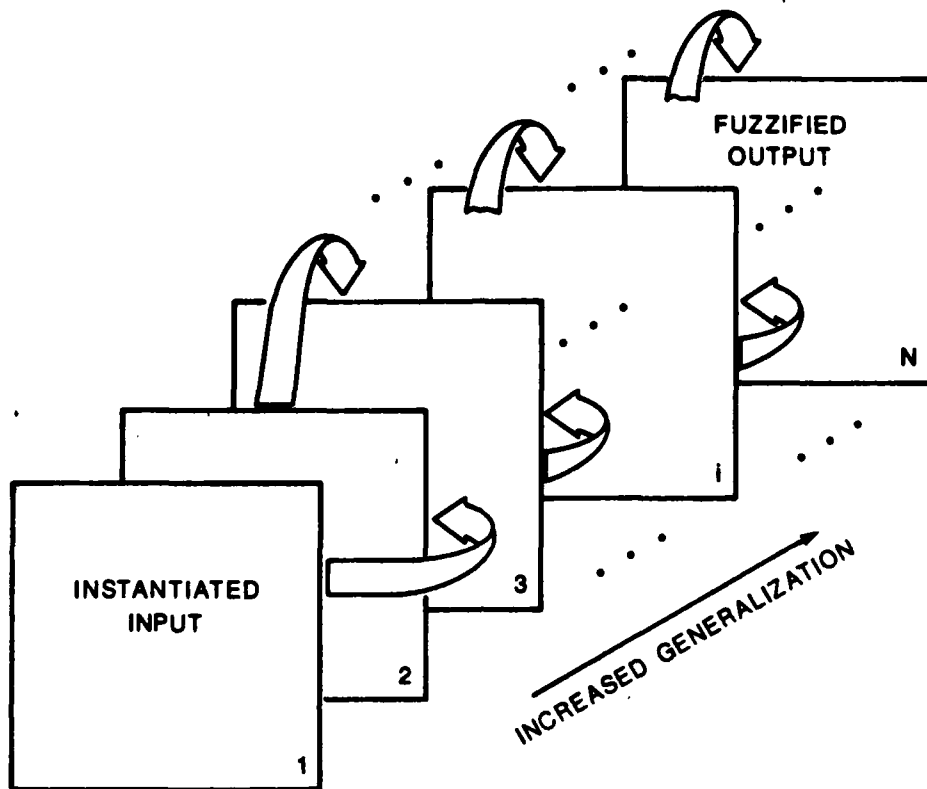 FUZZIFIED
OUTPUT
N
i
3
INSTANTIATED
INPUT
2
1
INCREASED GENERALIZATION